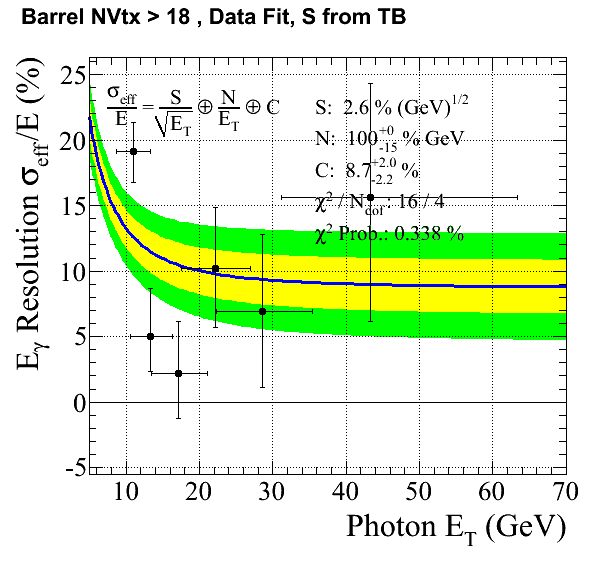 Barrel NVtx > 18 , Data Fit, S from TB
σ_eff/E = S/√E_T ⊕ N/E_T ⊕ C
S: 2.6 % (GeV)^1/2
N: 100 +0 -15 % GeV
C: 8.7 +2.0 -2.2 %
χ² / N_dof : 16 / 4
χ² Prob.: 0.338 %
E_γ Resolution σ_eff/E (%)
25
20
15
10
5
0
-5
10 20 30 40 50 60 70
Photon E_T (GeV)